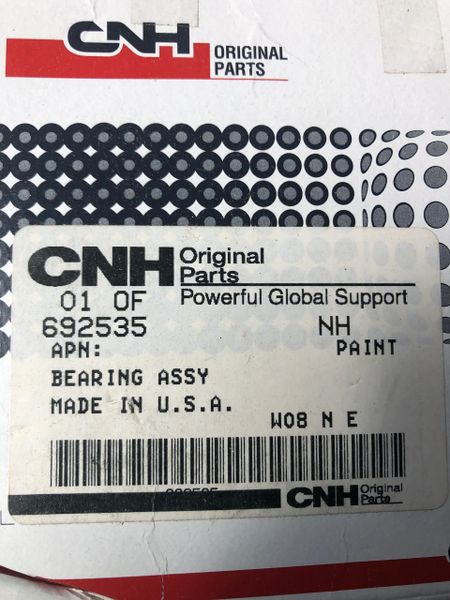 CNH ORIGINAL
PARTS
CNH Original
Parts
Powerful Global Support
01 OF
692535 NH
APN: PAINT
BEARING ASSY
MADE IN U.S.A.
W08 N E
CNH Original
Parts